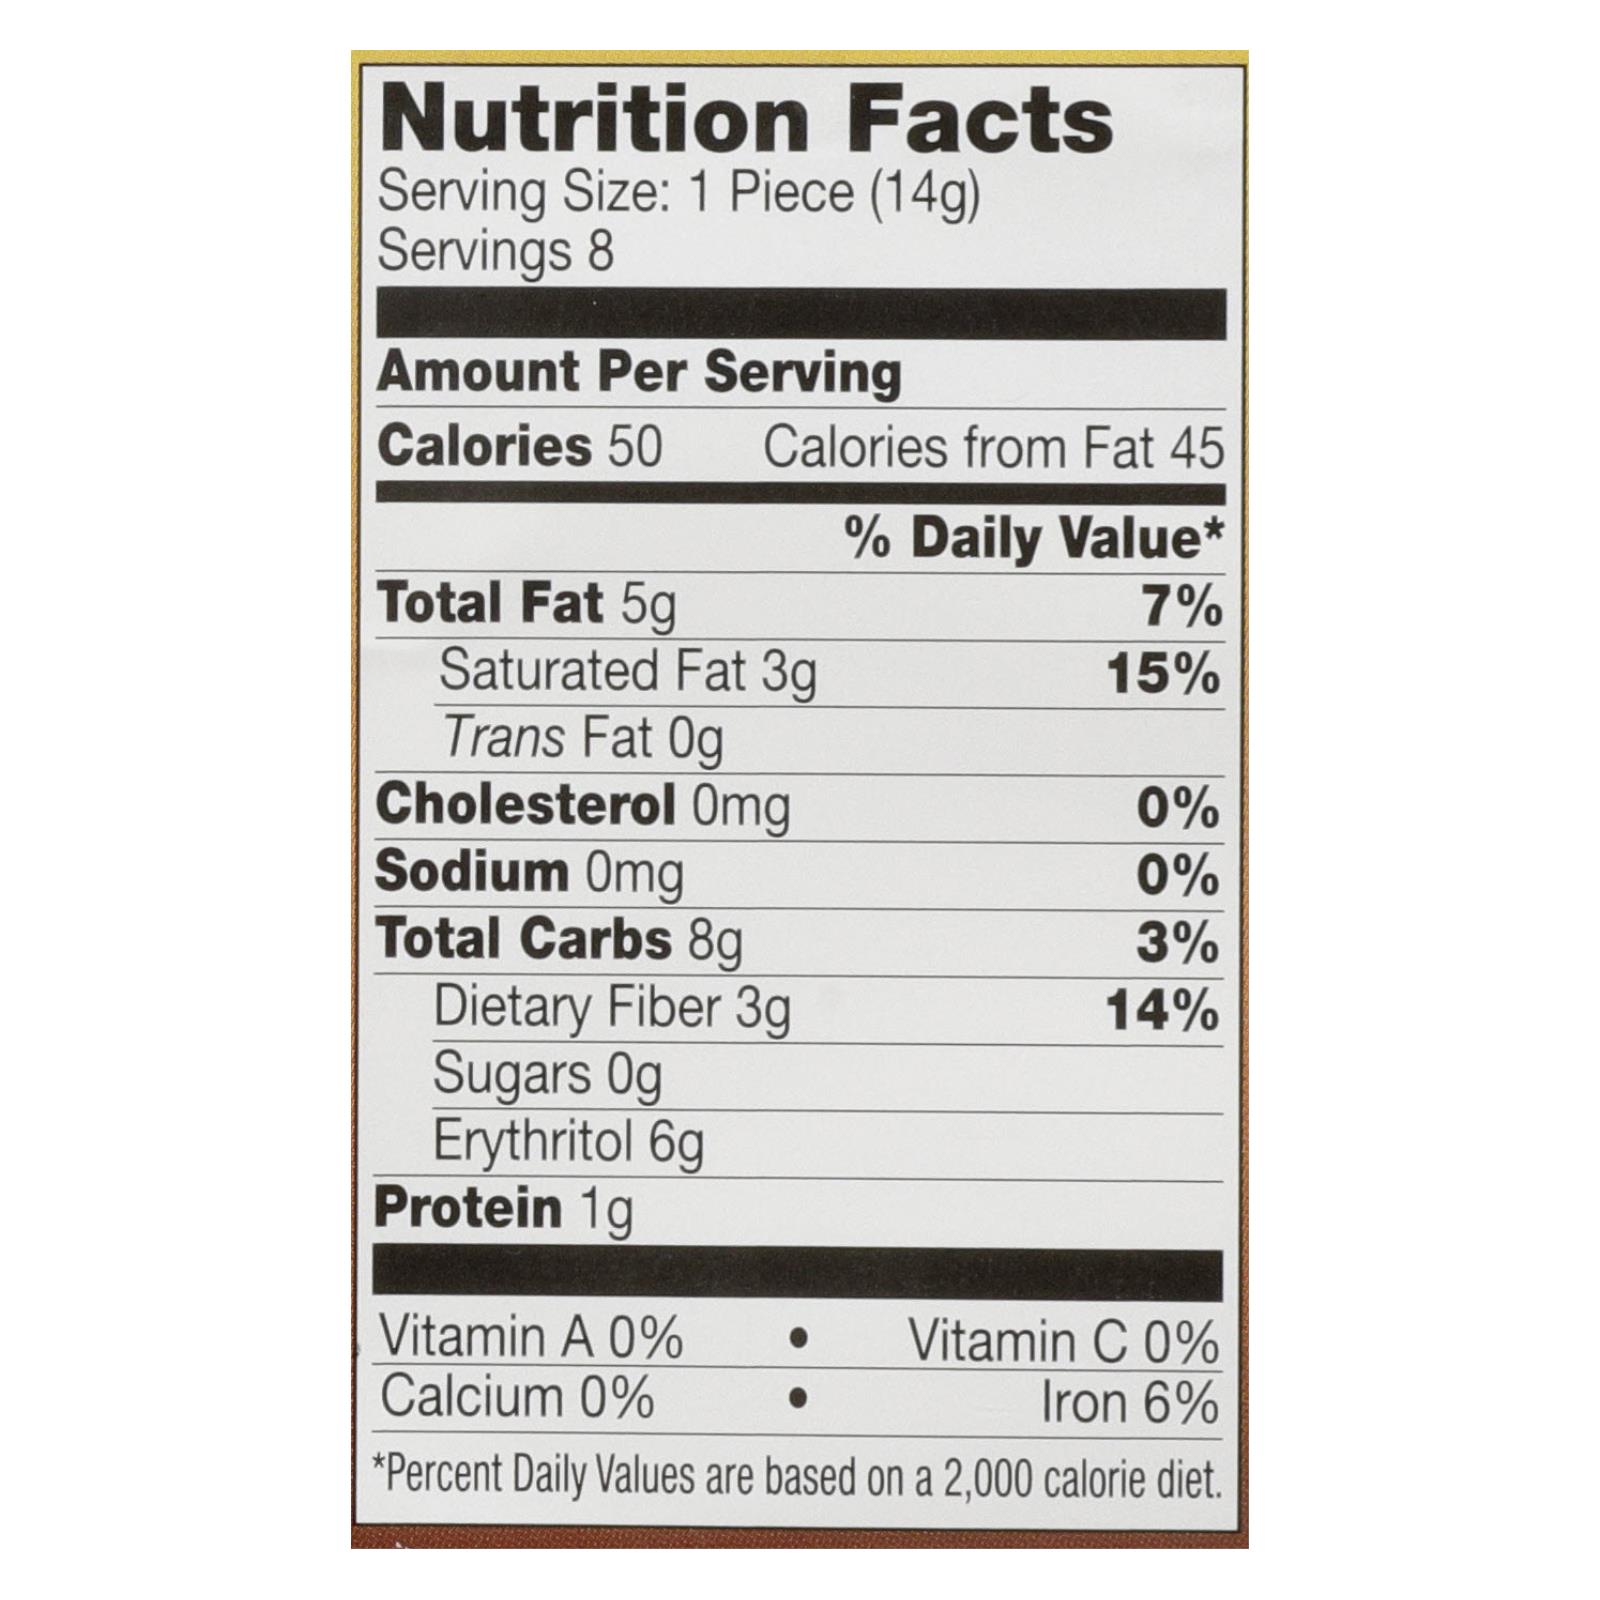 Nutrition Facts
Serving Size: 1 Piece (14g)
Servings 8
Amount Per Serving
Calories 50 Calories from Fat 45
% Daily Value*
Total Fat 5g 7%
Saturated Fat 3g 15%
Trans Fat 0g
Cholesterol 0mg 0%
Sodium 0mg 0%
Total Carbs 8g 3%
Dietary Fiber 3g 14%
Sugars 0g
Erythritol 6g
Protein 1g
Vitamin A 0% • Vitamin C 0%
Calcium 0% • Iron 6%
*Percent Daily Values are based on a 2,000 calorie diet.